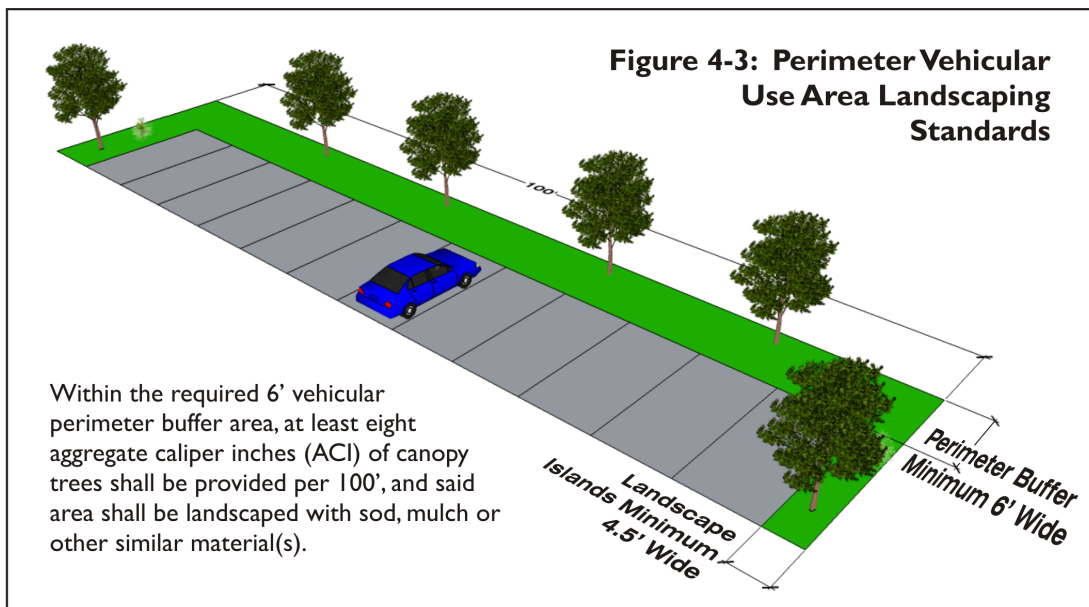 Figure 4-3:  Perimeter Vehicular
Use Area Landscaping
Standards
100'
Within the required 6’ vehicular
perimeter buffer area, at least eight
aggregate caliper inches (ACI) of canopy
trees shall be provided per 100’, and said
area shall be landscaped with sod, mulch or
other similar material(s).
Landscape
Islands Minimum
4.5' Wide
Perimeter Buffer
Minimum 6' Wide